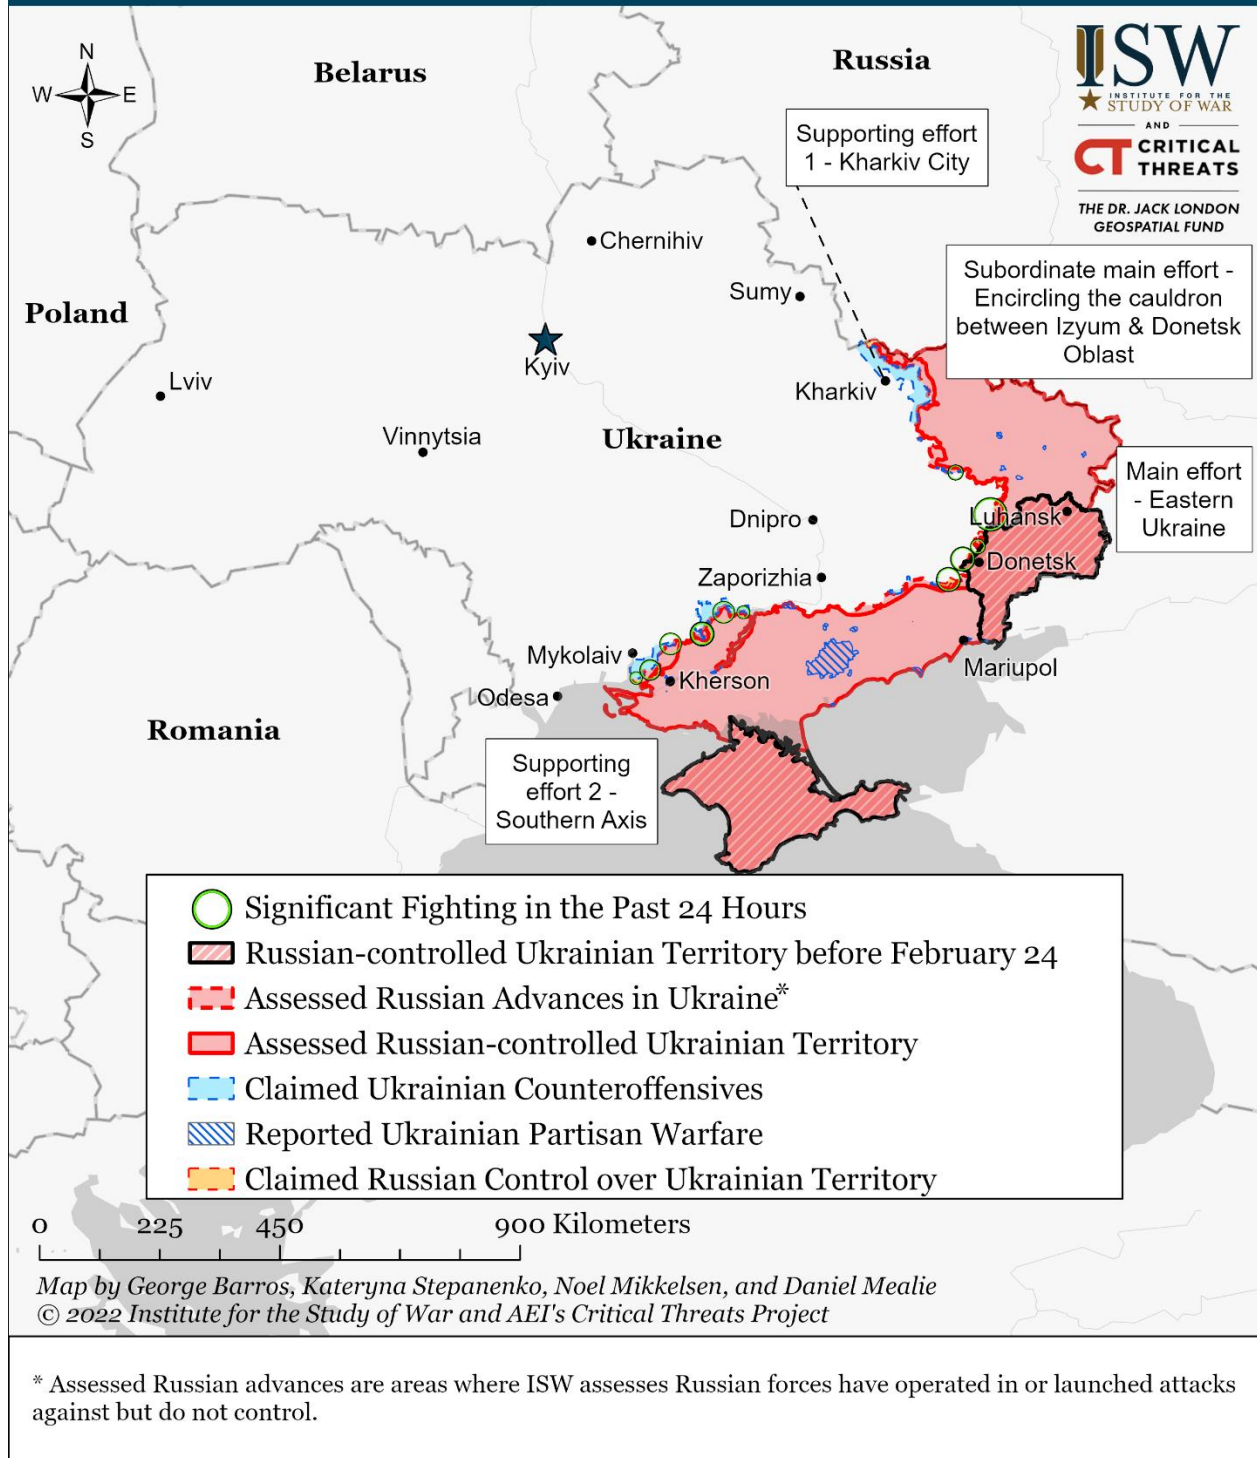 N
W
E
S
Belarus
Russia
ISW
INSTITUTE FOR THE
STUDY OF WAR
AND
CT CRITICAL
THREATS
THE DR. JACK LONDON
GEOSPATIAL FUND
Supporting effort
1 - Kharkiv City
Chernihiv
Sumy
Subordinate main effort -
Encircling the cauldron
between Izyum & Donetsk
Oblast
Poland
Kyiv
Lviv
Kharkiv
Vinnytsia
Ukraine
Main effort
- Eastern
Ukraine
Dnipro
Luhansk
Donetsk
Zaporizhia
Mykolaiv
Mariupol
Kherson
Odesa
Romania
Supporting
effort 2 -
Southern Axis
Significant Fighting in the Past 24 Hours
Russian-controlled Ukrainian Territory before February 24
Assessed Russian Advances in Ukraine*
Assessed Russian-controlled Ukrainian Territory
Claimed Ukrainian Counteroffensives
Reported Ukrainian Partisan Warfare
Claimed Russian Control over Ukrainian Territory
0 225 450 900 Kilometers
Map by George Barros, Kateryna Stepanenko, Noel Mikkelsen, and Daniel Mealie
© 2022 Institute for the Study of War and AEI's Critical Threats Project
* Assessed Russian advances are areas where ISW assesses Russian forces have operated in or launched attacks
against but do not control.